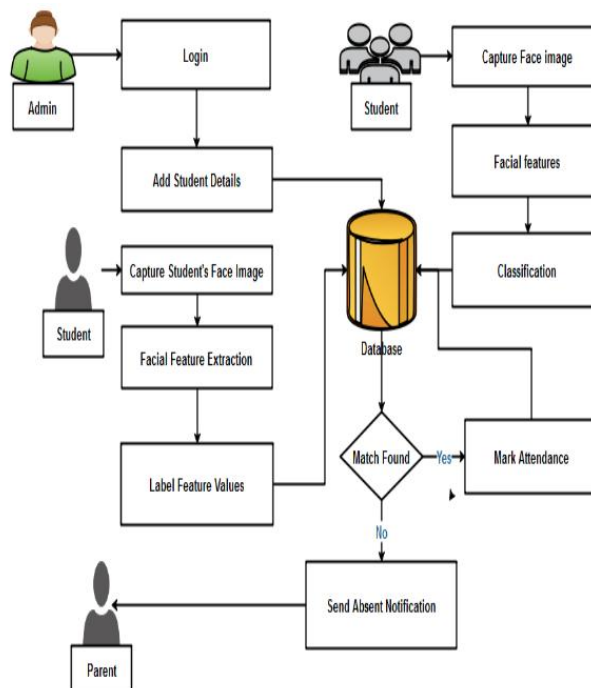 Login
Admin
Add Student Details
Student
Capture Face image
Facial features
Classification
Capture Student's Face Image
Student
Facial Feature Extraction
Label Feature Values
Database
Match Found
Yes
Mark Attendance
No
Send Absent Notification
Parent